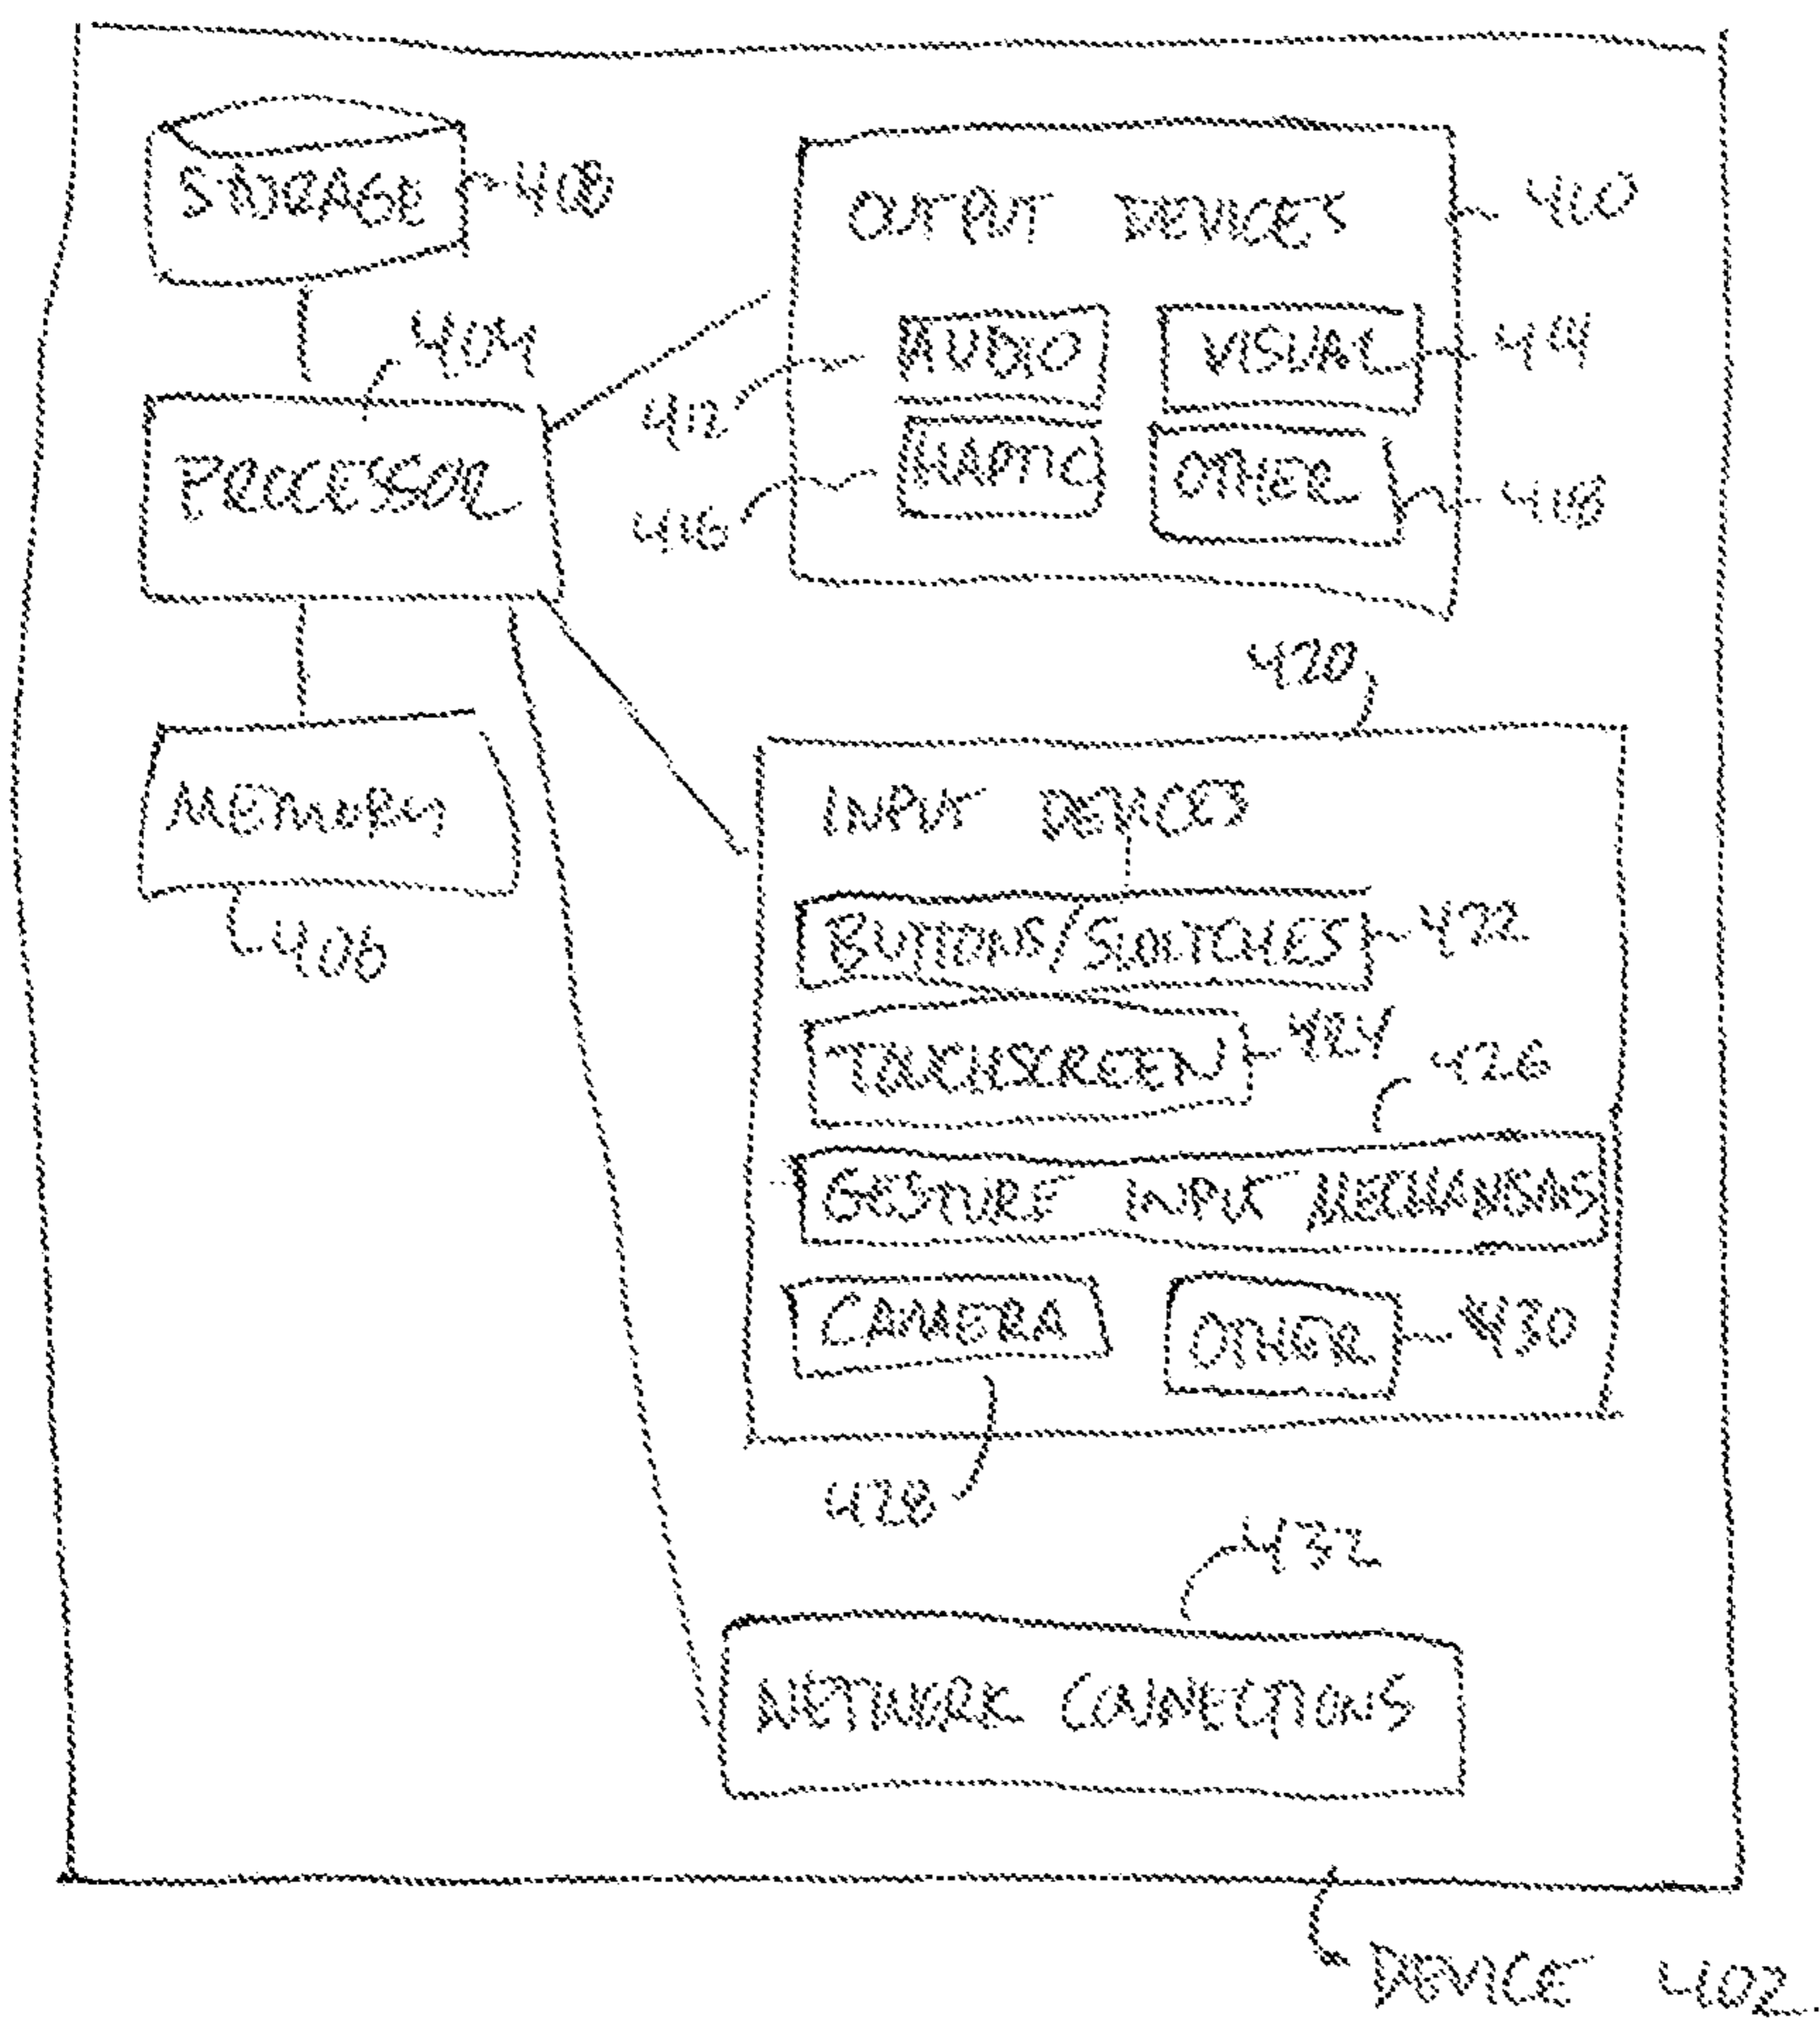 STORAGE 408
OUTPUT DEVICES 410
404
AUDIO VISUAL 414
412
PROCESSOR
HAPTIC OTHER 418
416
420
MEMORY
INPUT DEVICES
406
BUTTONS/SWITCHES 422
TOUCHSCREEN 424
426
GESTURE INPUT MECHANISMS
CAMERA OTHER 430
428
432
NETWORK CONNECTIONS
DEVICE 402